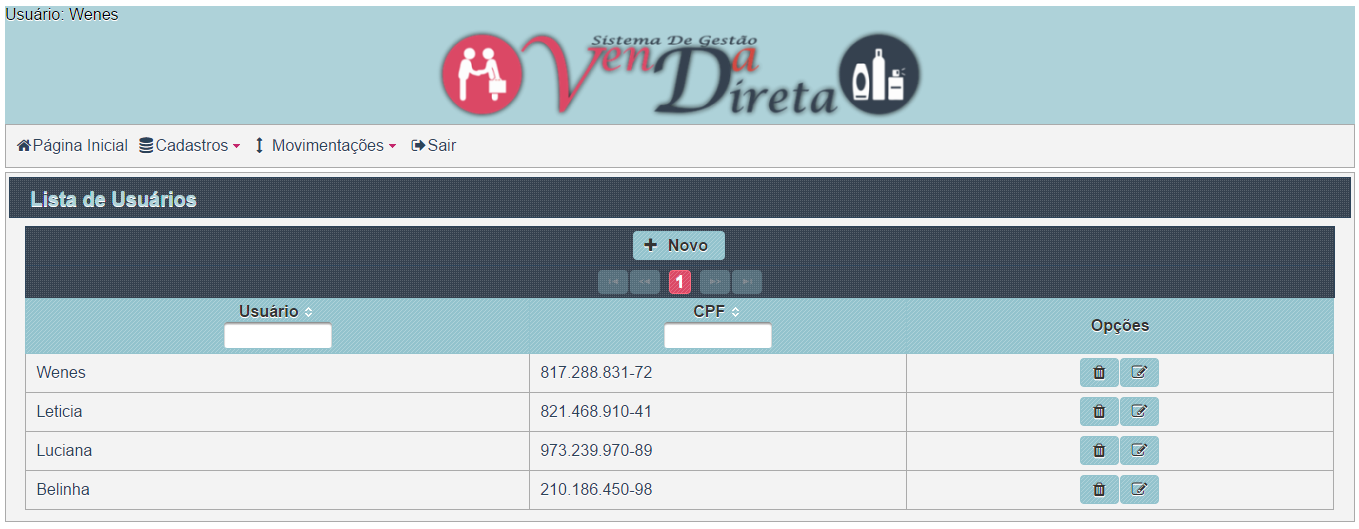 Usuário: Wenes
Sistema De Gestão
VenDa
Direta
Página Inicial Cadastros Movimentações Sair
Lista de Usuários
+ Novo
1
Usuário CPF Opções
Wenes 817.288.831-72
Leticia 821.468.910-41
Luciana 973.239.970-89
Belinha 210.186.450-98